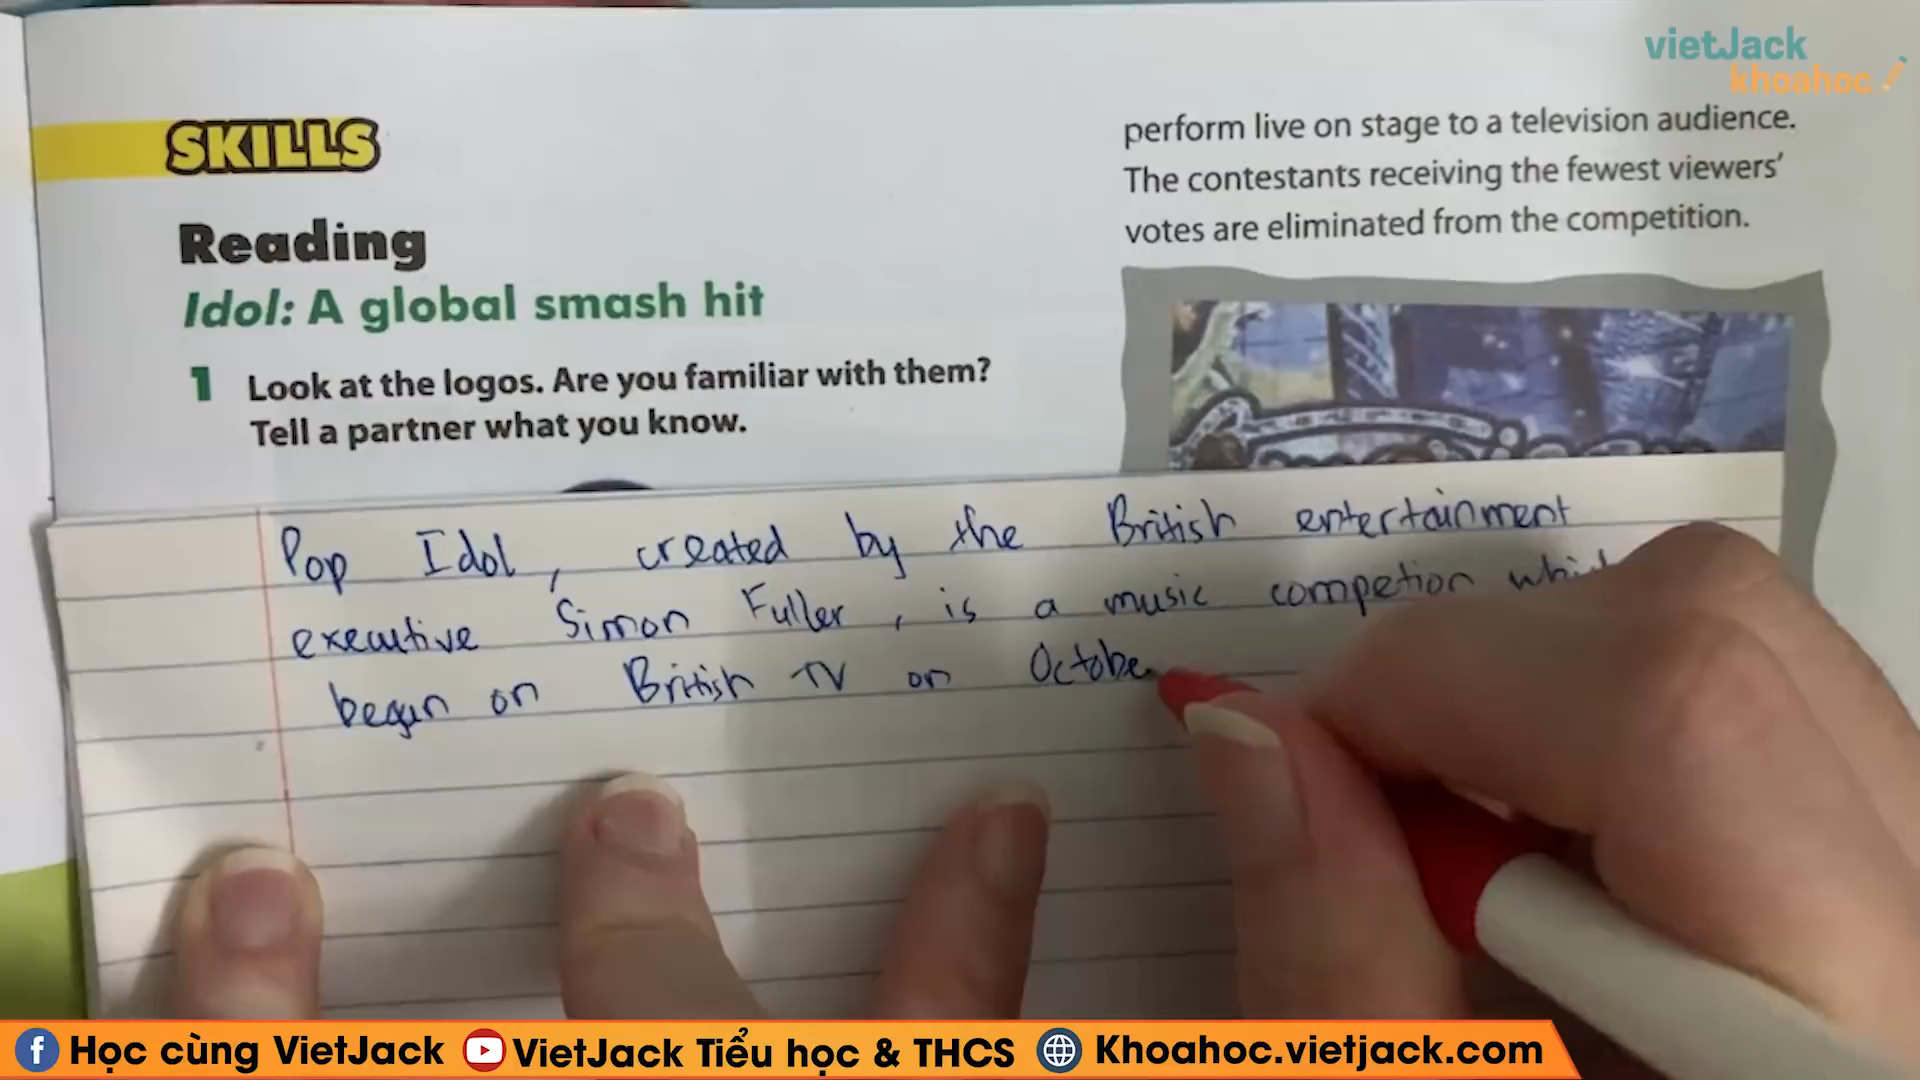 vietJack
khoahoc
SKILLS
Reading
Idol: A global smash hit
1 Look at the logos. Are you familiar with them?
Tell a partner what you know.
perform live on stage to a television audience.
The contestants receiving the fewest viewers'
votes are eliminated from the competition.
Pop Idol, created by the British entertainment
executive Simon Fuller, is a music competion
began on British TV on Octobe
Học cùng VietJack VietJack Tiểu học & THCS Khoahoc.vietjack.com